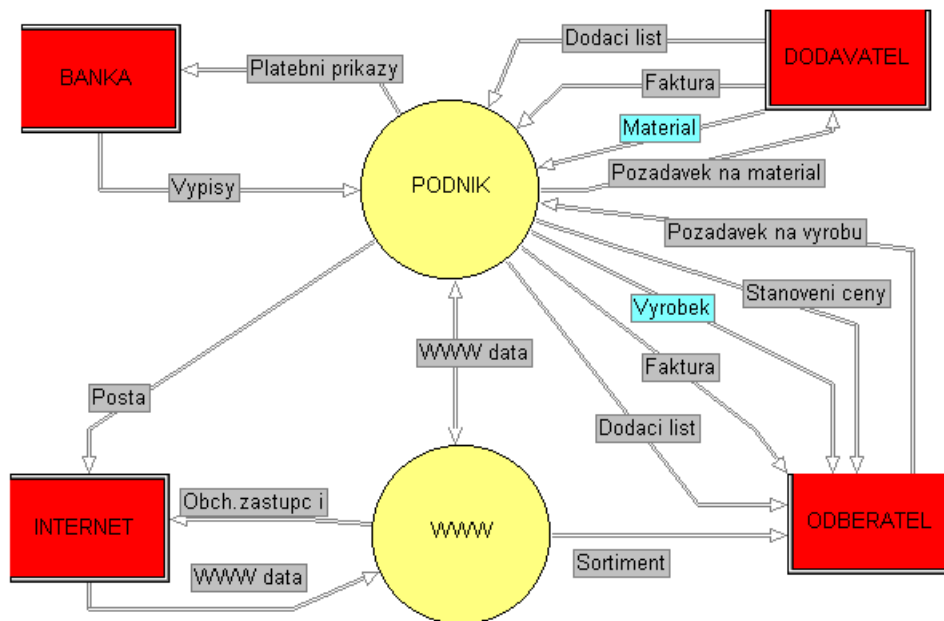 Dodaci list
DODAVATEL
BANKA
Platebni prikazy
Faktura
Material
Pozadavek na material
PODNIK
Vypisy
Pozadavek na vyrobu
Stanoveni ceny
Vyrobek
WWW data
Faktura
Posta
Dodaci list
Obch.zastupc i
INTERNET
WWW
ODBERATEL
Sortiment
WWW data